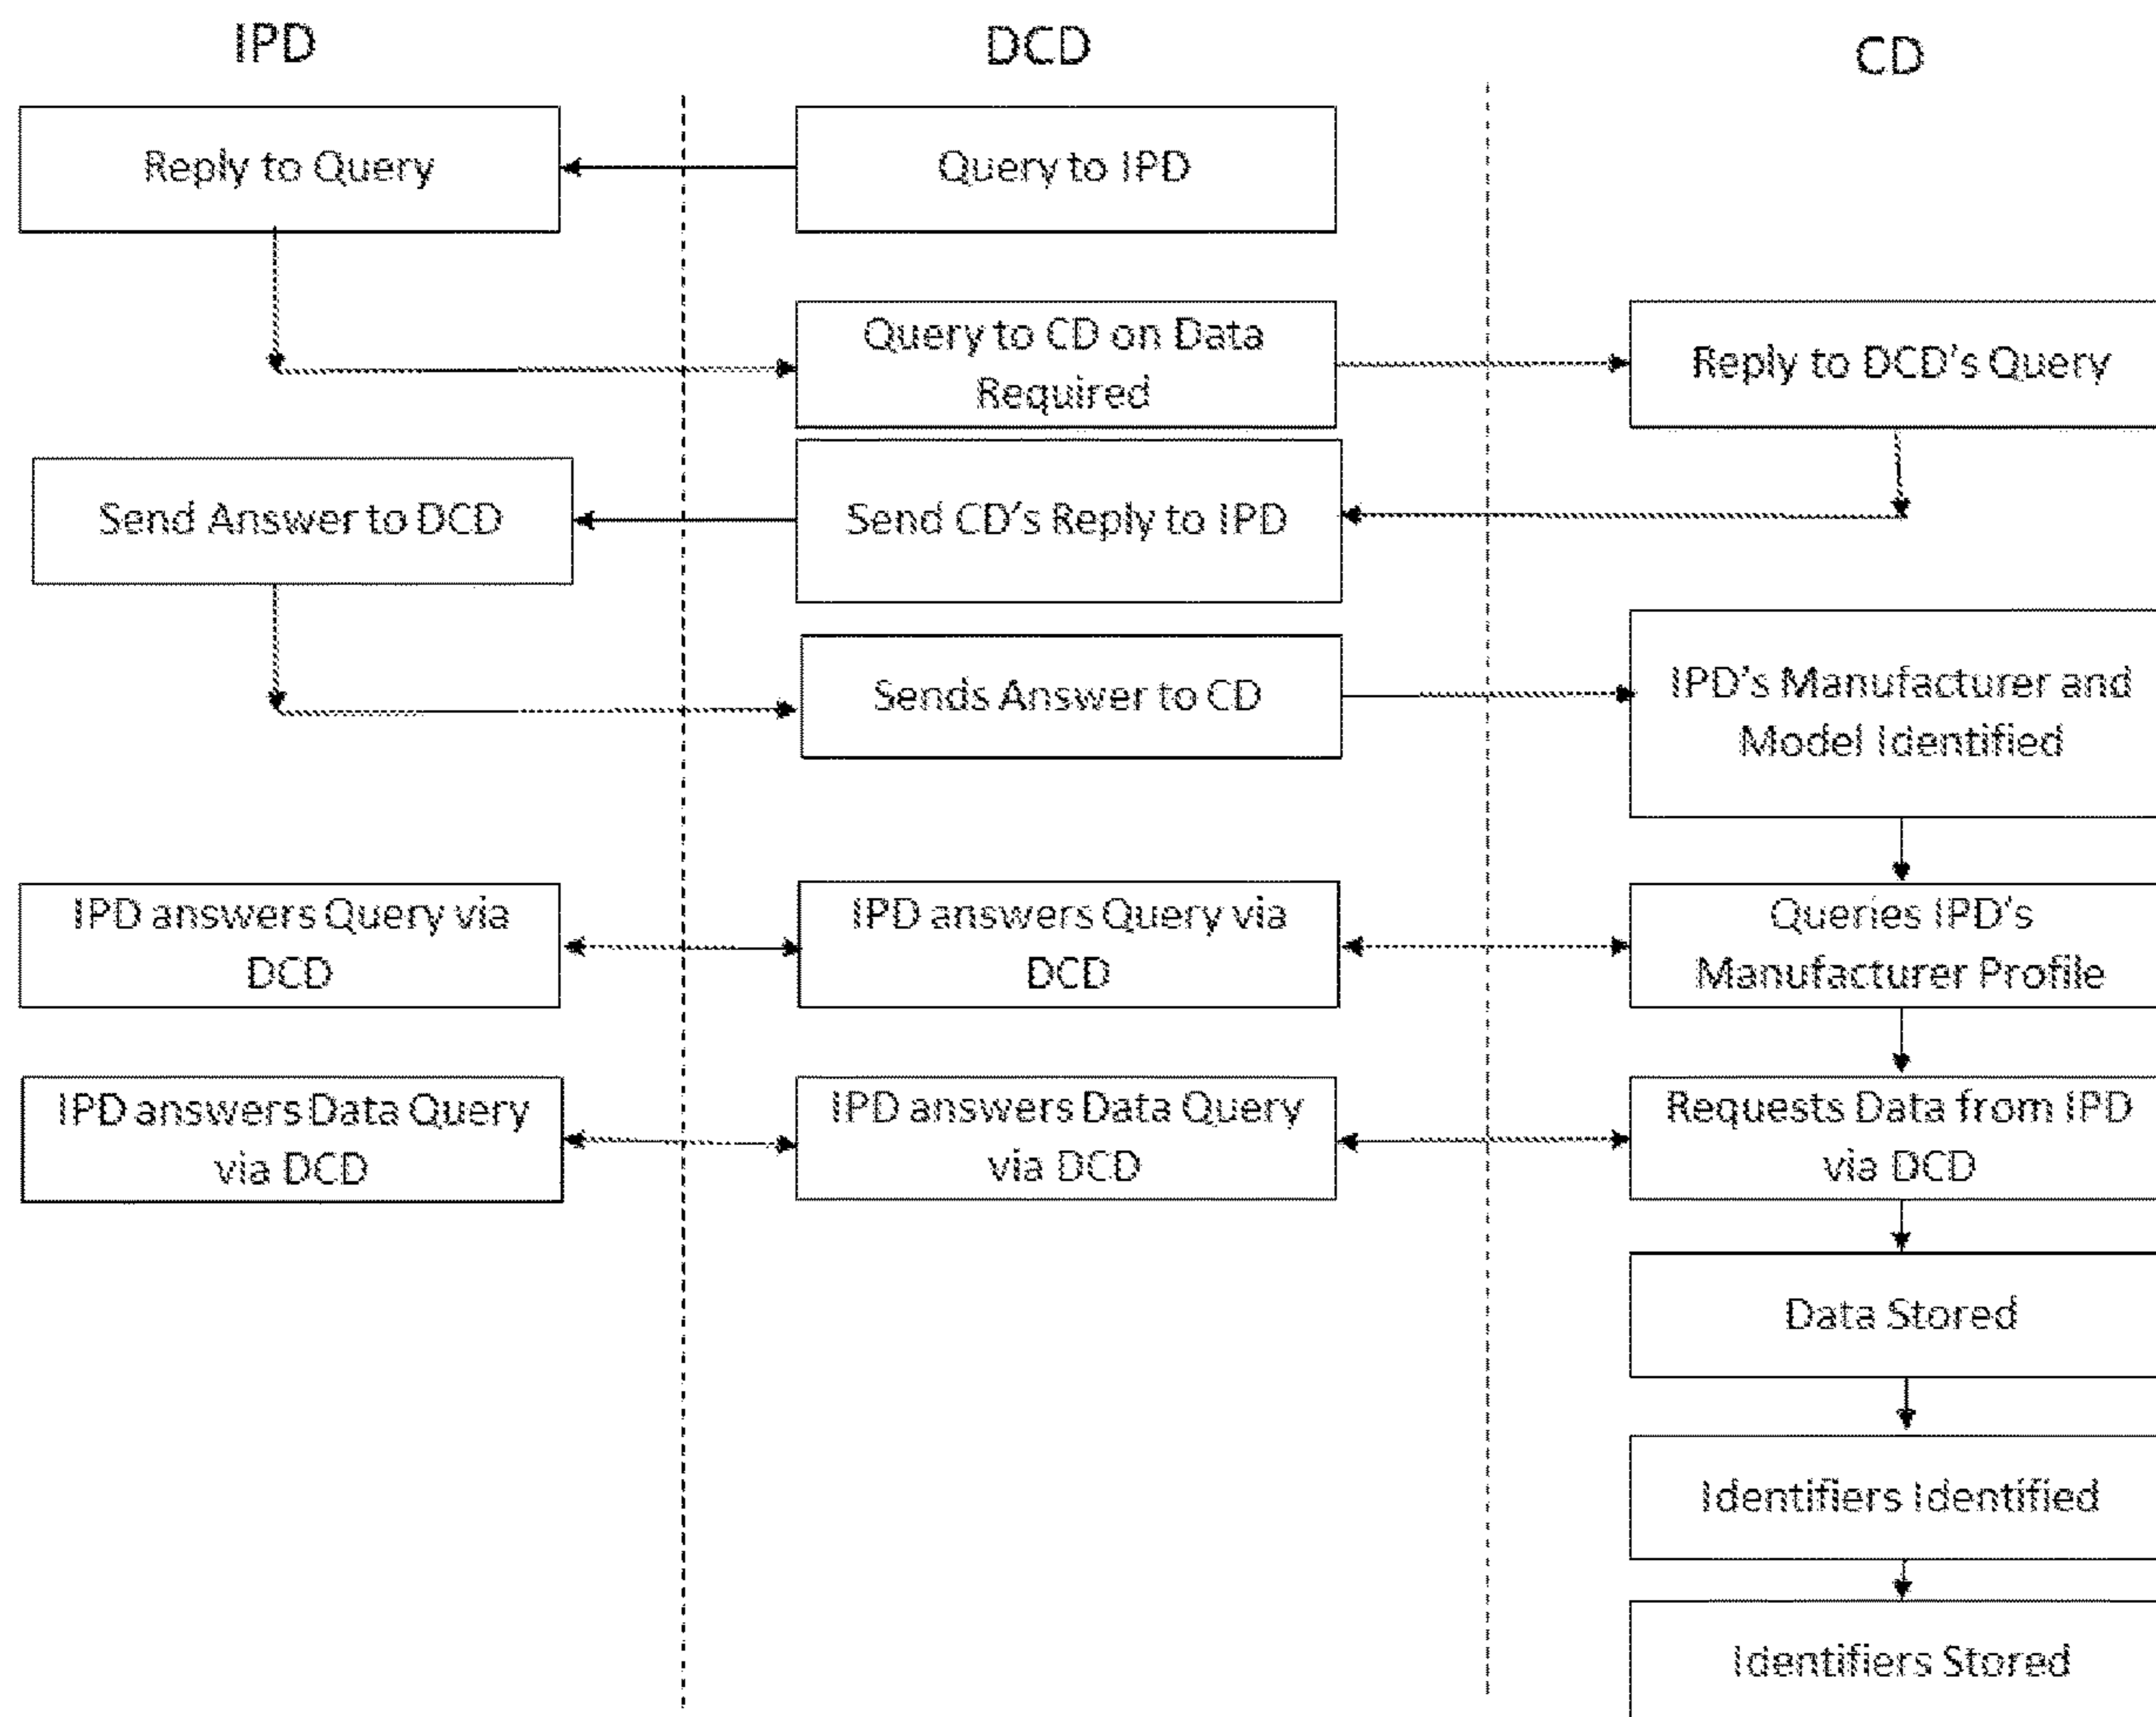 IPD
DCD
CD
Reply to Query
Query to IPD
Query to CD on Data
Required
Reply to DCD's Query
Send Answer to DCD
Send CD's Reply to IPD
Sends Answer to CD
IPD's Manufacturer and
Model Identified
IPD answers Query via
DCD
IPD answers Query via
DCD
Queries IPD's
Manufacturer Profile
IPD answers Data Query
via DCD
IPD answers Data Query
via DCD
Requests Data from IPD
via DCD
Data Stored
Identifiers Identified
Identifiers Stored